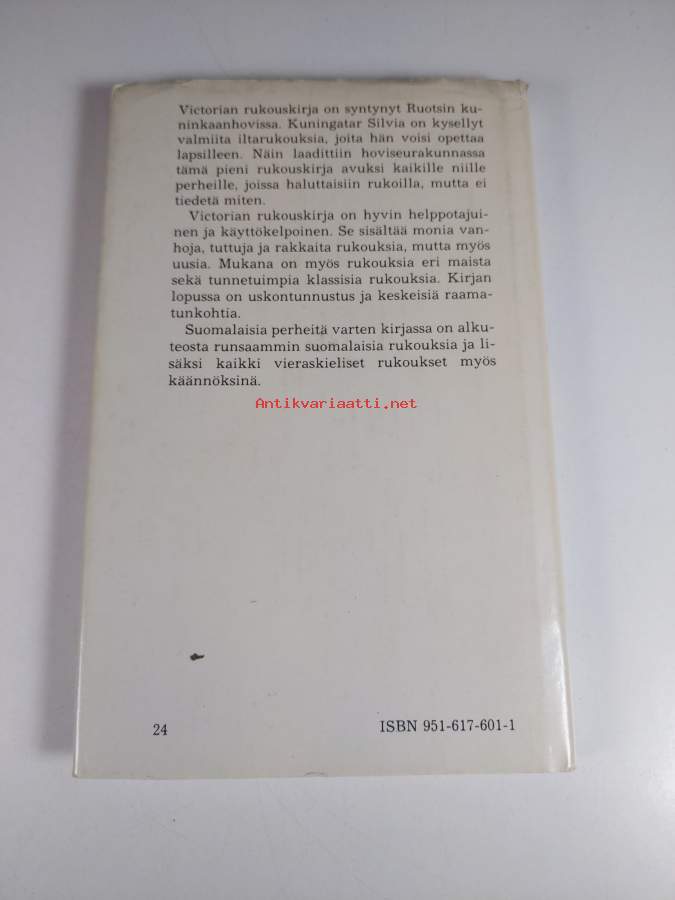 Victorian rukouskirja on syntynyt Ruotsin ku-
ninkaanhovissa. Kuningatar Silvia on kysellyt
valmiita iltarukouksia, joita hän voisi opettaa
lapsilleen. Näin laadittiin hoviseurakunnassa
tämä pieni rukouskirja avuksi kaikille niille
perheille, joissa haluttaisiin rukoilla, mutta ei
tiedetä miten.
Victorian rukouskirja on hyvin helppotajui-
nen ja käyttökelpoinen. Se sisältää monia van-
hoja, tuttuja ja rakkaita rukouksia, mutta myös
uusia. Mukana on myös rukouksia eri maista
sekä tunnetuimpia klassisia rukouksia. Kirjan
lopussa on uskontunnustus ja keskeisiä raama-
tunkohtia.
Suomalaisia perheitä varten kirjassa on alku-
teosta runsaammin suomalaisia rukouksia ja li-
säksi kaikki vieraskieliset rukoukset myös
käännöksinä.
Antikvariaatti.net
24
ISBN 951-617-601-1